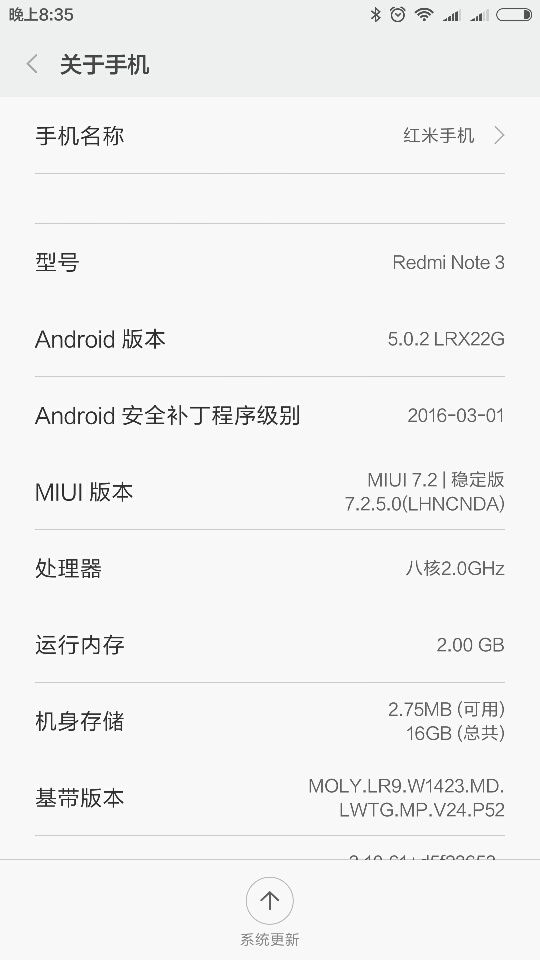 晚上8:35
关于手机
手机名称
红米手机
型号
Redmi Note 3
Android 版本
5.0.2 LRX22G
Android 安全补丁程序级别
2016-03-01
MIUI 版本
MIUI 7.2 | 稳定版
7.2.5.0(LHNCNDA)
处理器
八核2.0GHz
运行内存
2.00 GB
机身存储
2.75MB (可用)
16GB (总共)
基带版本
MOLY.LR9.W1423.MD.
LWTG.MP.V24.P52
系统更新